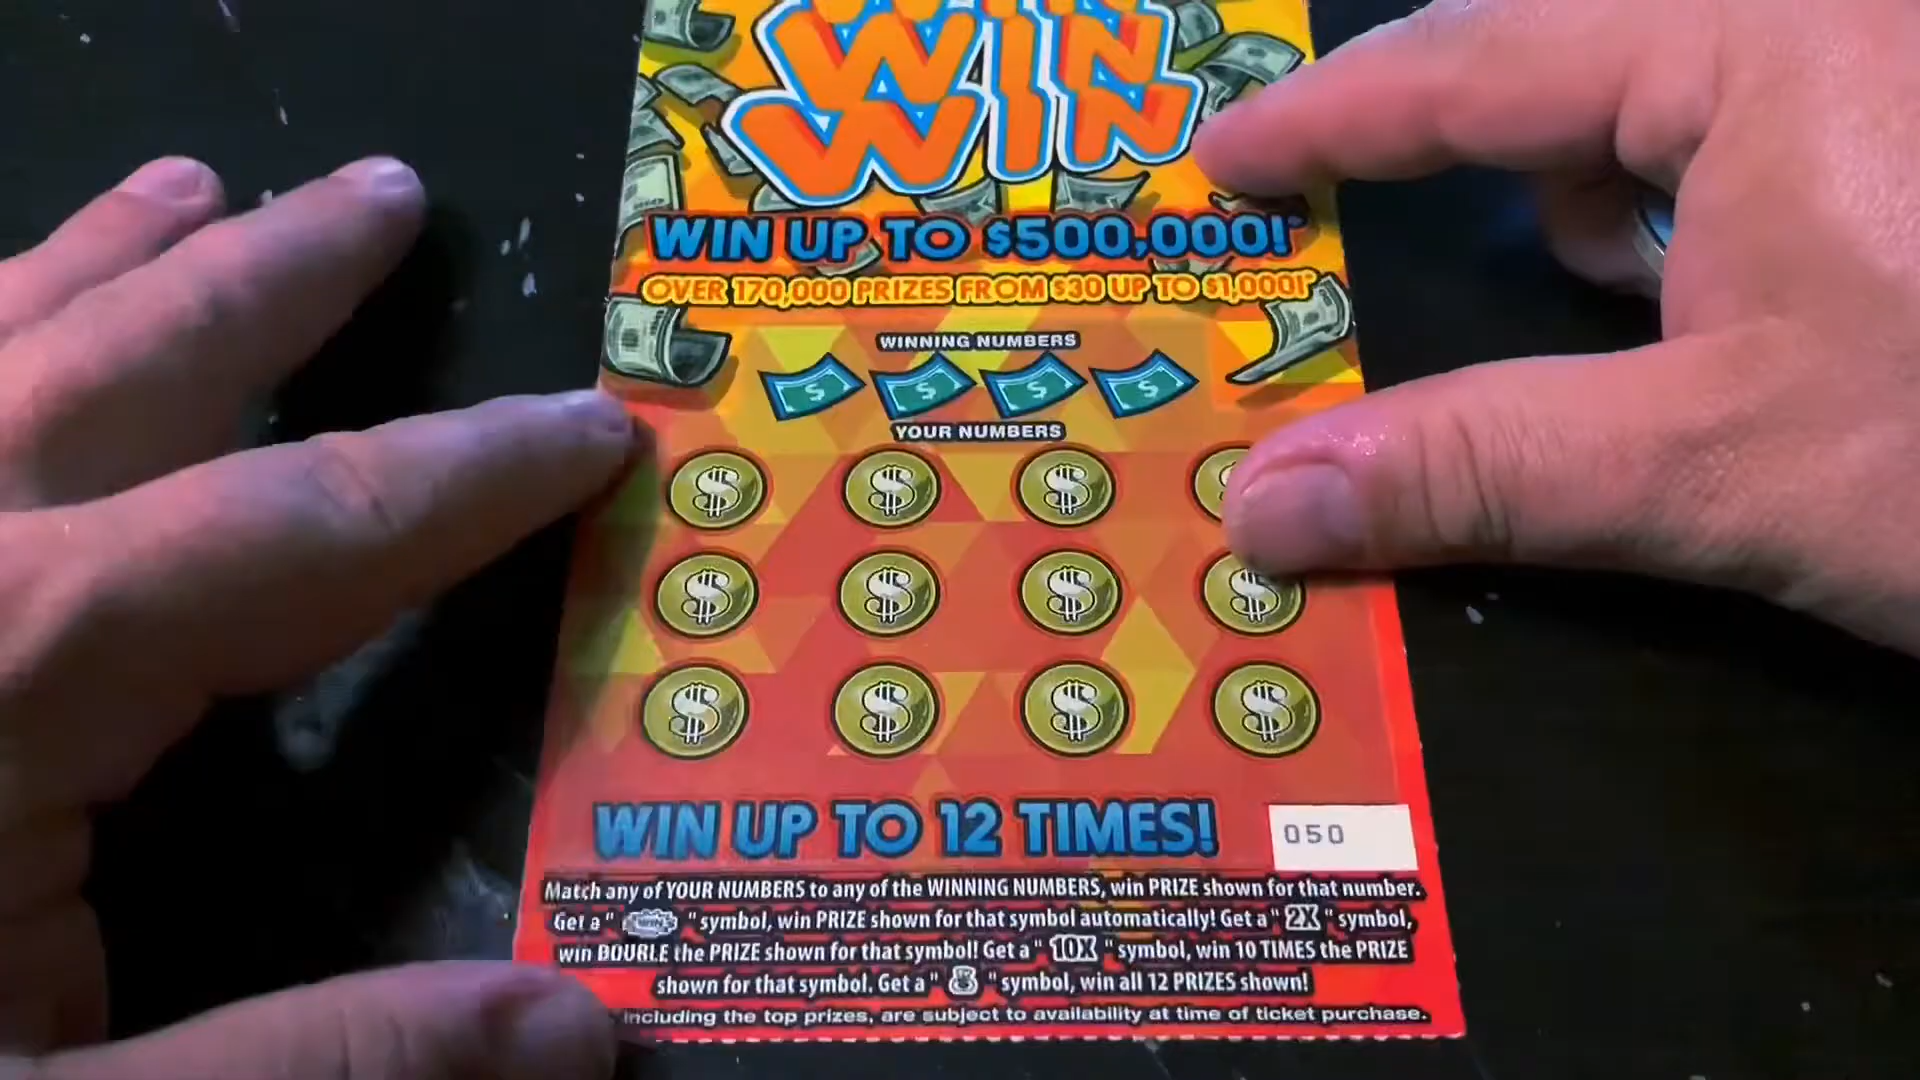 WIN
WIN
WIN
WIN UP TO $500,000!*
OVER 170,000 PRIZES FROM $30 UP TO $1,000!*
WINNING NUMBERS
$ $ $ $
YOUR NUMBERS
$ $ $ $
$ $ $ $
$ $ $ $
WIN UP TO 12 TIMES!
050
Match any of YOUR NUMBERS to any of the WINNING NUMBERS, win PRIZE shown for that number.
Get a " WIN " symbol, win PRIZE shown for that symbol automatically! Get a " 2X " symbol,
win DOUBLE the PRIZE shown for that symbol! Get a " 10X " symbol, win 10 TIMES the PRIZE
shown for that symbol. Get a " " symbol, win all 12 PRIZES shown!
including the top prizes, are subject to availability at time of ticket purchase.